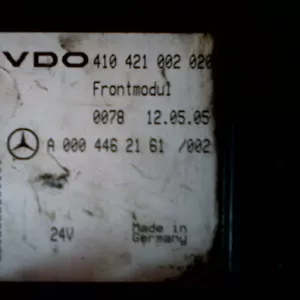 VDO 410 421 002 020
Frontmodul
0078 12.05.05
A 000 446 21 61 /002
24V
Made in
Germany